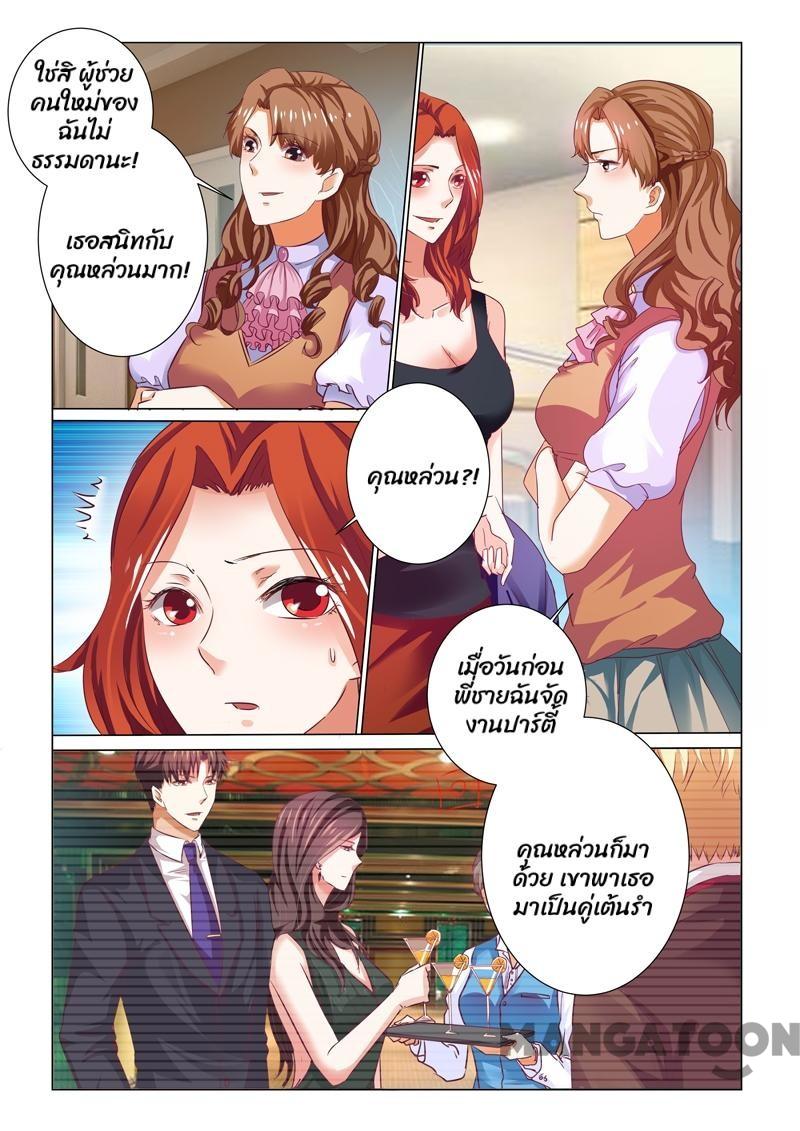 ใช่สิ ผู้ช่วย
คนใหม่ของ
ฉันไม่
ธรรมดานะ!
เธอสนิทกับ
คุณหล่วนมาก!
คุณหล่วน?!
เมื่อวันก่อน
พี่ชายฉันจัด
งานปาร์ตี้
คุณหล่วนก็มา
ด้วย เขาพาเธอ
มาเป็นคู่เต้นรำ
MANGATOON